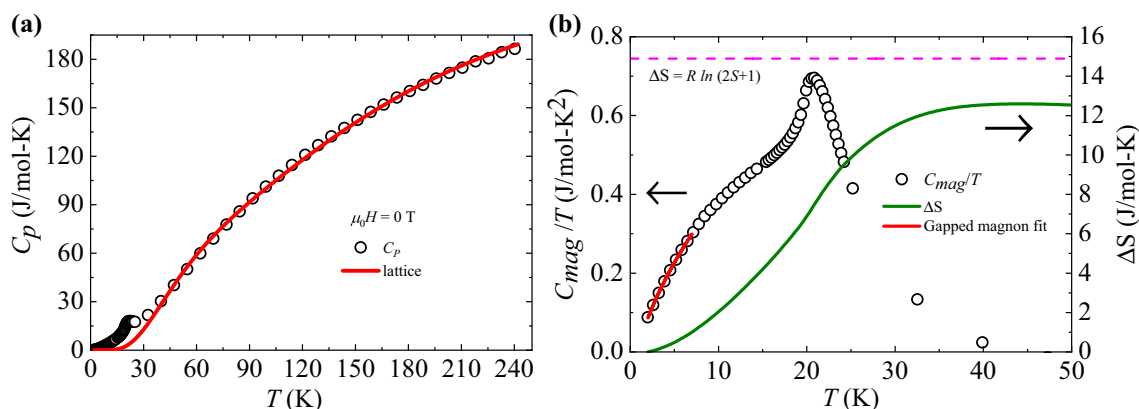 (a)
180
150
120
90
60
30
0
C_p (J/mol-K)
μ₀H = 0 T
C_P
lattice
0 30 60 90 120 150 180 210 240
T (K)
(b)
0.8
0.6
0.4
0.2
0.0
C_mag /T (J/mol-K²)
ΔS = R ln (2S+1)
C_mag/T
ΔS
Gapped magnon fit
16
14
12
10
8
6
4
2
0
ΔS (J/mol-K)
0 10 20 30 40 50
T (K)